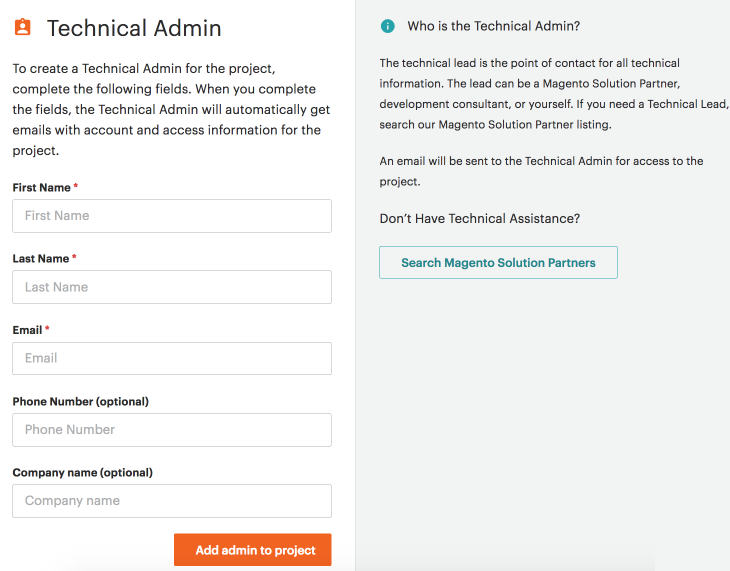 Technical Admin
To create a Technical Admin for the project,
complete the following fields. When you complete
the fields, the Technical Admin will automatically get
emails with account and access information for the
project.
First Name *
First Name
Last Name *
Last Name
Email *
Email
Phone Number (optional)
Phone Number
Company name (optional)
Company name
Add admin to project
Who is the Technical Admin?
The technical lead is the point of contact for all technical
information. The lead can be a Magento Solution Partner,
development consultant, or yourself. If you need a Technical Lead,
search our Magento Solution Partner listing.
An email will be sent to the Technical Admin for access to the
project.
Don’t Have Technical Assistance?
Search Magento Solution Partners